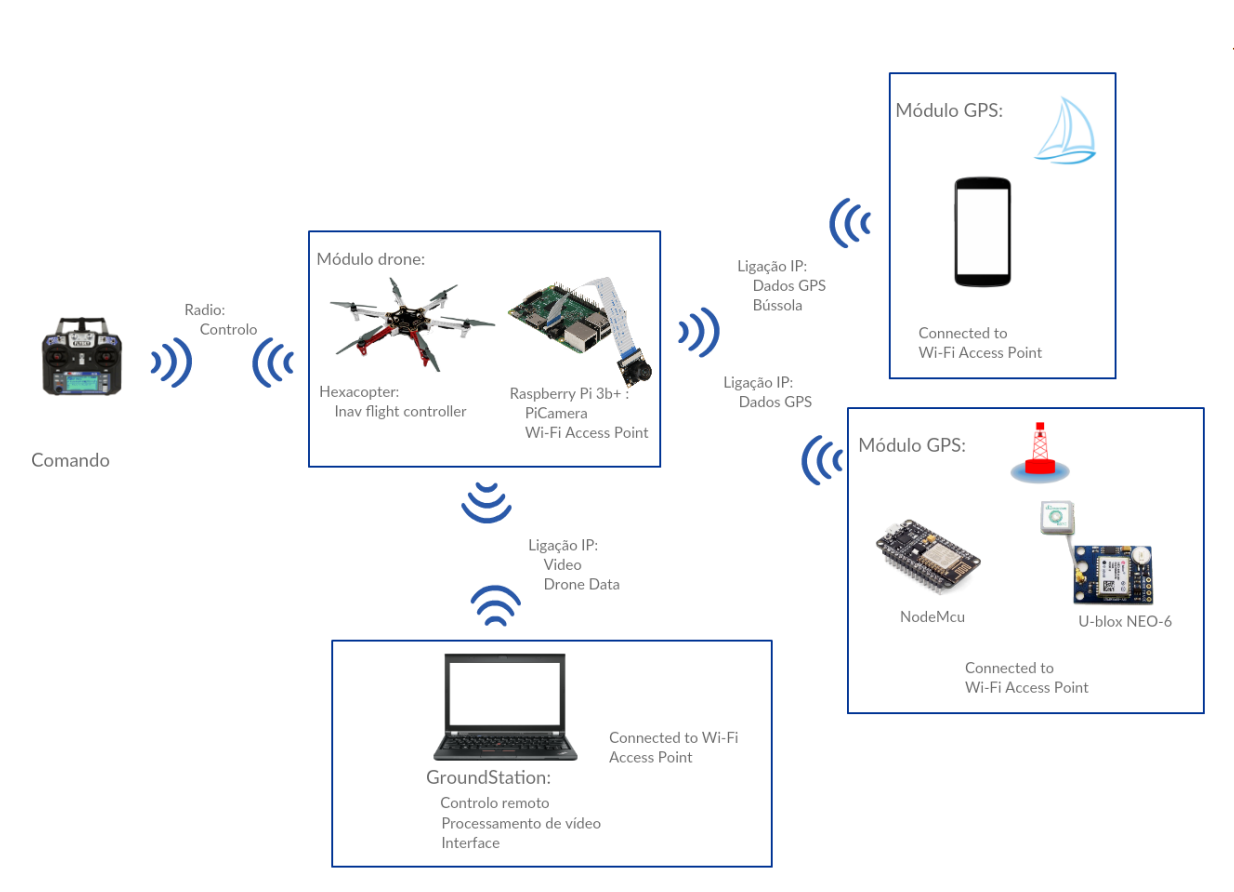 Módulo GPS:
Connected to
Wi-Fi Access Point
Ligação IP:
Dados GPS
Bússola
Módulo drone:
Hexacopter:
Inav flight controller
Raspberry Pi 3b+ :
PiCamera
Wi-Fi Access Point
Radio:
Controlo
Comando
Ligação IP:
Dados GPS
Módulo GPS:
NodeMcu
U-blox NEO-6
Connected to
Wi-Fi Access Point
Ligação IP:
Video
Drone Data
Connected to Wi-Fi
Access Point
GroundStation:
Controlo remoto
Processamento de vídeo
Interface